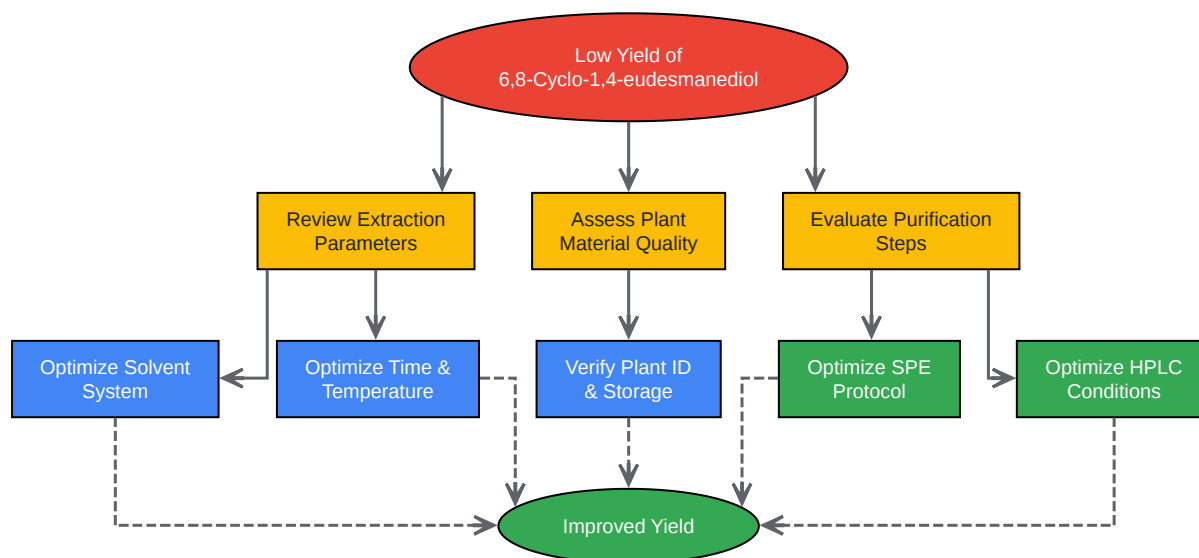 Low Yield of
6,8-Cyclo-1,4-eudesmanediol
Review Extraction
Parameters
Assess Plant
Material Quality
Evaluate Purification
Steps
Optimize Solvent
System
Optimize Time &
Temperature
Verify Plant ID
& Storage
Optimize SPE
Protocol
Optimize HPLC
Conditions
Improved Yield